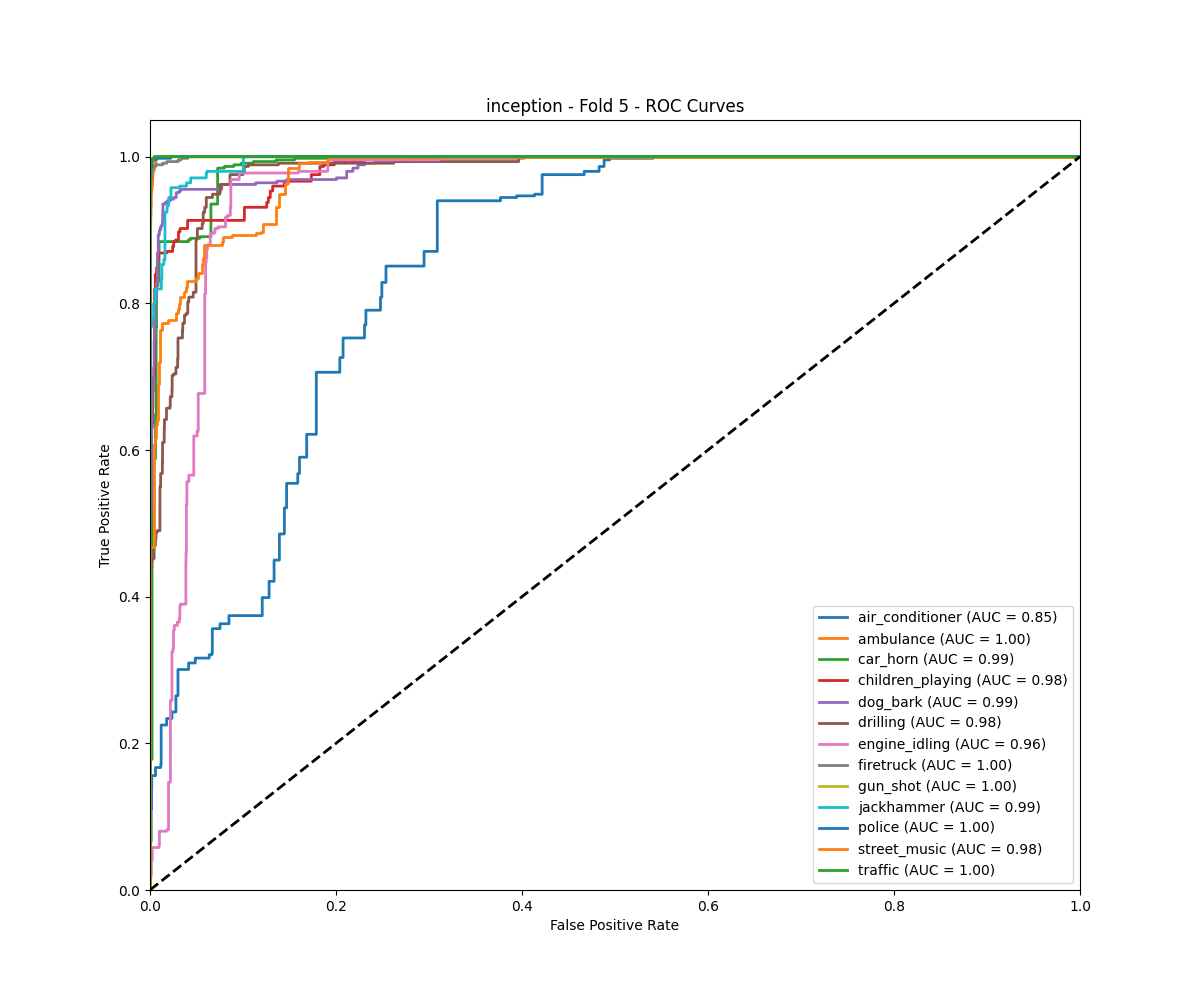 inception - Fold 5 - ROC Curves
1.0
0.8
0.6
0.4
0.2
0.0
True Positive Rate
0.0 0.2 0.4 0.6 0.8 1.0
False Positive Rate
air_conditioner (AUC = 0.85)
ambulance (AUC = 1.00)
car_horn (AUC = 0.99)
children_playing (AUC = 0.98)
dog_bark (AUC = 0.99)
drilling (AUC = 0.98)
engine_idling (AUC = 0.96)
firetruck (AUC = 1.00)
gun_shot (AUC = 1.00)
jackhammer (AUC = 0.99)
police (AUC = 1.00)
street_music (AUC = 0.98)
traffic (AUC = 1.00)